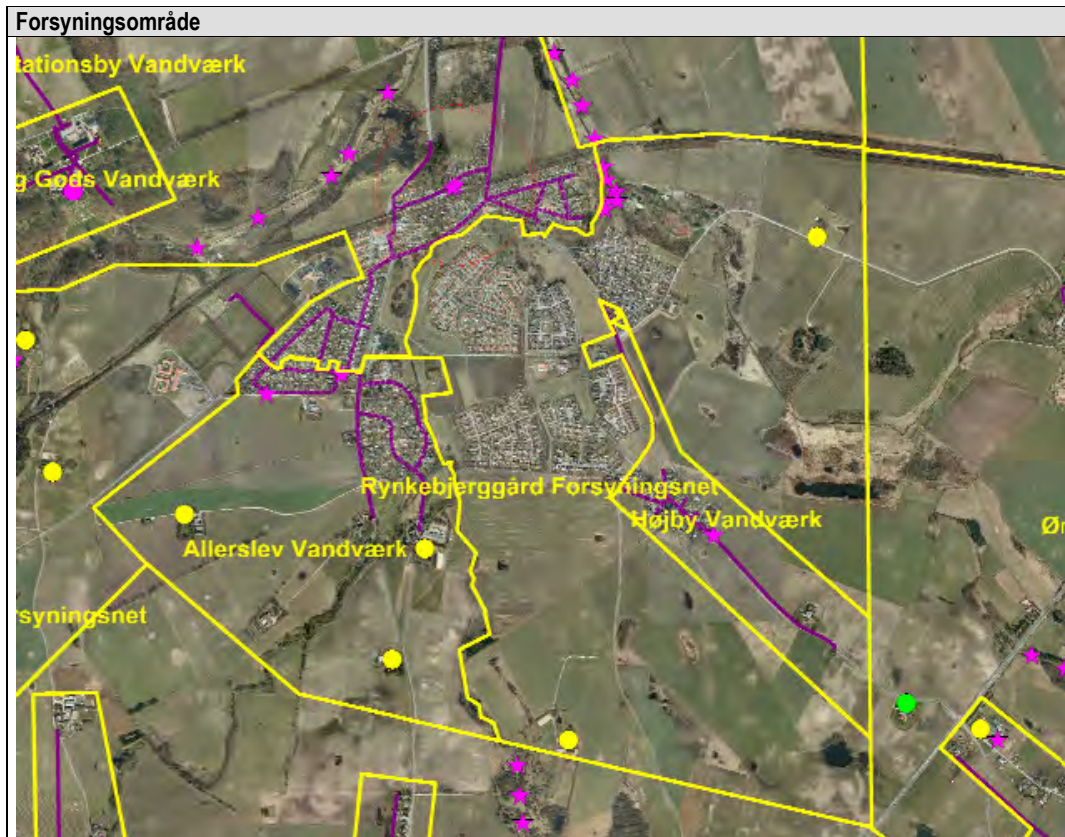 Forsyningsområde
tationsby Vandværk
g Gods Vandværk
Rynkebjerggård Forsyningsnet
Højby Vandværk
Allerslev Vandværk
rsyningsnet